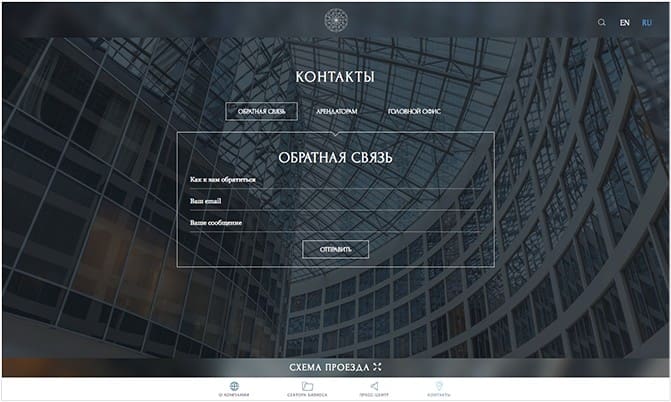 EN RU
КОНТАКТЫ
ОБРАТНАЯ СВЯЗЬ АРЕНДАТОРАМ ГОЛОВНОЙ ОФИС
ОБРАТНАЯ СВЯЗЬ
Как к вам обратиться
Ваш email
Ваше сообщение
ОТПРАВИТЬ
СХЕМА ПРОЕЗДА
О КОМПАНИИ СЕКТОРА БИЗНЕСА ПРЕСС-ЦЕНТР КОНТАКТЫ